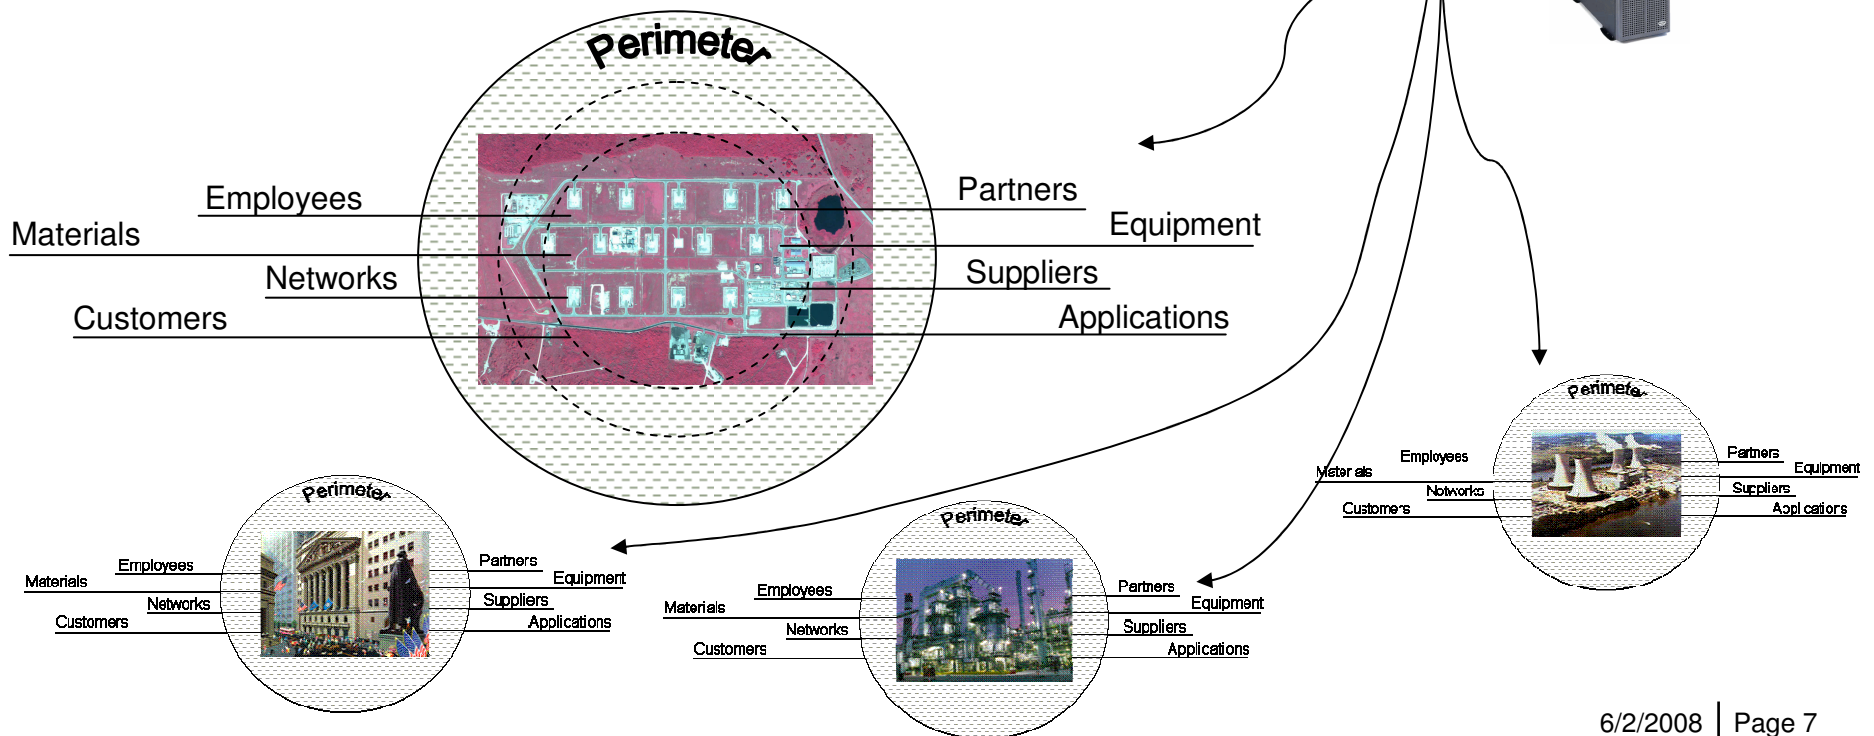 Perimeter
Employees
Partners
Materials
Equipment
Networks
Suppliers
Customers
Applications
Perimeter
Employees
Partners
Materials
Equipment
Networks
Suppliers
Customers
Applications
Perimeter
Employees
Partners
Materials
Equipment
Networks
Suppliers
Customers
Applications
Perimeter
Employees
Partners
Materials
Equipment
Networks
Suppliers
Customers
Applications
6/2/2008 | Page 7